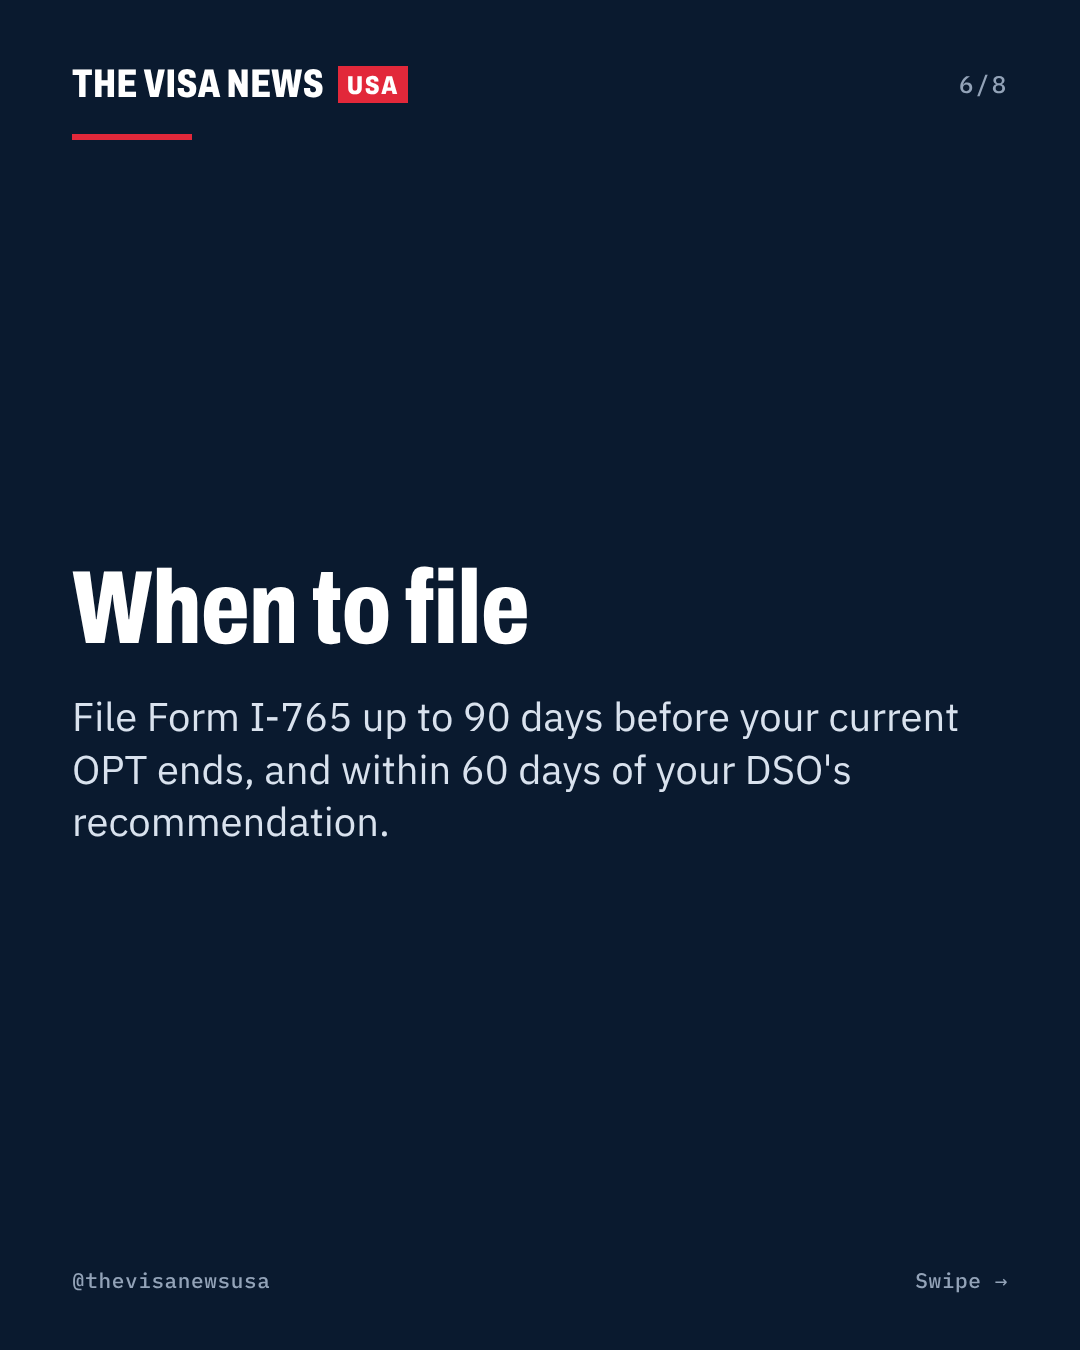 THE VISA NEWS USA
6/8
When to file
File Form I-765 up to 90 days before your current
OPT ends, and within 60 days of your DSO's
recommendation.
@thevisanewsusa
Swipe →